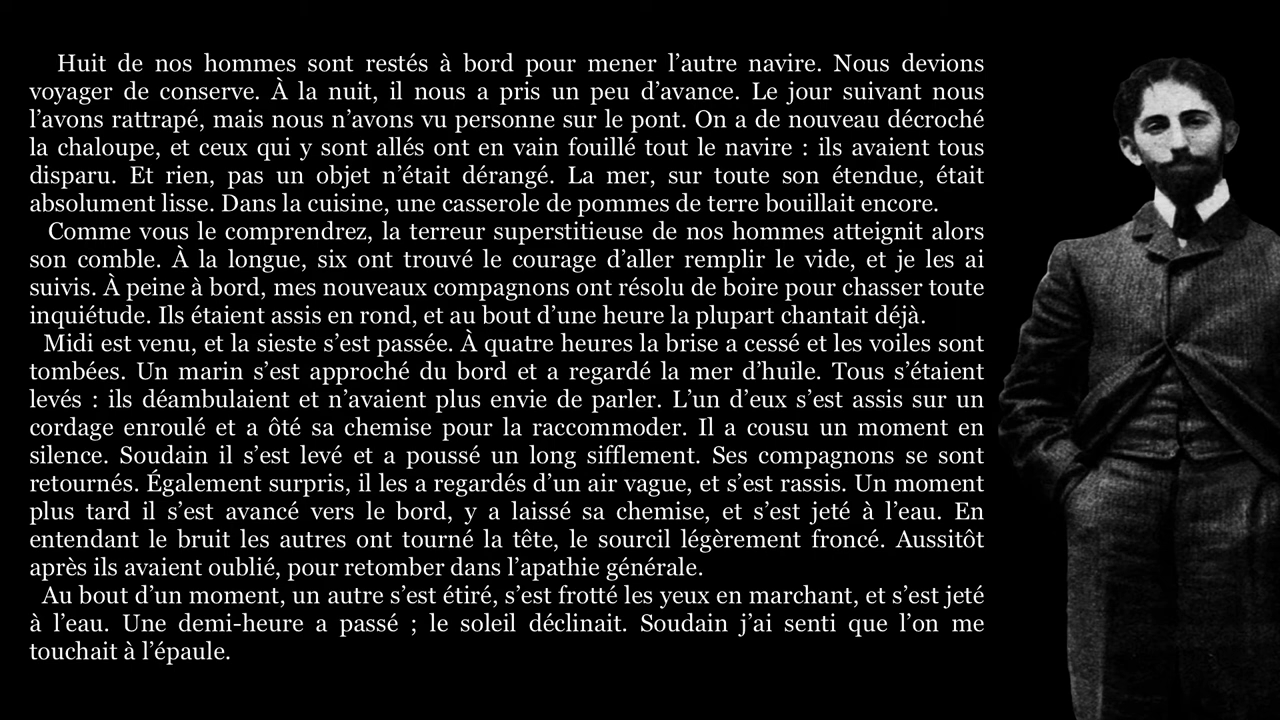 Huit de nos hommes sont restés à bord pour mener l’autre navire. Nous devions
voyager de conserve. À la nuit, il nous a pris un peu d’avance. Le jour suivant nous
l’avons rattrapé, mais nous n’avons vu personne sur le pont. On a de nouveau décroché
la chaloupe, et ceux qui y sont allés ont en vain fouillé tout le navire : ils avaient tous
disparu. Et rien, pas un objet n’était dérangé. La mer, sur toute son étendue, était
absolument lisse. Dans la cuisine, une casserole de pommes de terre bouillait encore.
Comme vous le comprendrez, la terreur superstitieuse de nos hommes atteignit alors
son comble. À la longue, six ont trouvé le courage d’aller remplir le vide, et je les ai
suivis. À peine à bord, mes nouveaux compagnons ont résolu de boire pour chasser toute
inquiétude. Ils étaient assis en rond, et au bout d’une heure la plupart chantait déjà.
Midi est venu, et la sieste s’est passée. À quatre heures la brise a cessé et les voiles sont
tombées. Un marin s’est approché du bord et a regardé la mer d’huile. Tous s’étaient
levés : ils déambulaient et n’avaient plus envie de parler. L’un d’eux s’est assis sur un
cordage enroulé et a ôté sa chemise pour la raccommoder. Il a cousu un moment en
silence. Soudain il s’est levé et a poussé un long sifflement. Ses compagnons se sont
retournés. Également surpris, il les a regardés d’un air vague, et s’est rassis. Un moment
plus tard il s’est avancé vers le bord, y a laissé sa chemise, et s’est jeté à l’eau. En
entendant le bruit les autres ont tourné la tête, le sourcil légèrement froncé. Aussitôt
après ils avaient oublié, pour retomber dans l’apathie générale.
Au bout d’un moment, un autre s’est étiré, s’est frotté les yeux en marchant, et s’est jeté
à l’eau. Une demi-heure a passé ; le soleil déclinait. Soudain j’ai senti que l’on me
touchait à l’épaule.